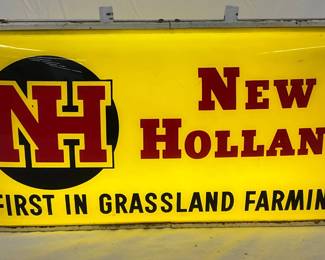 NH
NEW
HOLLAN
FIRST IN GRASSLAND FARMIN